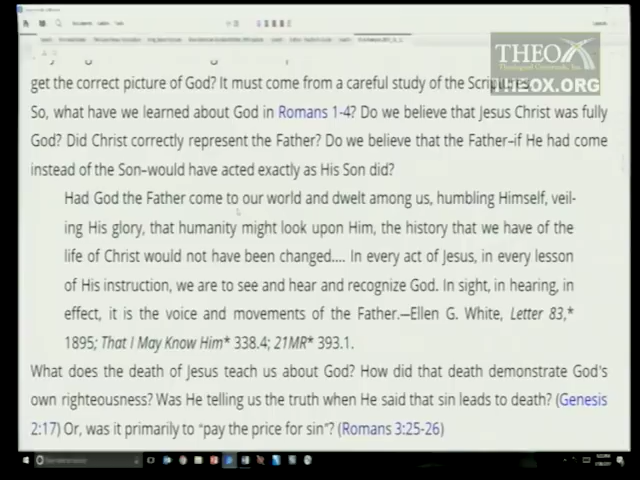 THEOX
THEOX.ORG
get the correct picture of God? It must come from a careful study of the Scriptures.
So, what have we learned about God in Romans 1-4? Do we believe that Jesus Christ was fully
God? Did Christ correctly represent the Father? Do we believe that the Father–if He had come
instead of the Son–would have acted exactly as His Son did?
Had God the Father come to our world and dwelt among us, humbling Himself, veil-
ing His glory, that humanity might look upon Him, the history that we have of the
life of Christ would not have been changed.... In every act of Jesus, in every lesson
of His instruction, we are to see and hear and recognize God. In sight, in hearing, in
effect, it is the voice and movements of the Father.—Ellen G. White, Letter 83,*
1895; That I May Know Him* 338.4; 21MR* 393.1.
What does the death of Jesus teach us about God? How did that death demonstrate God's
own righteousness? Was He telling us the truth when He said that sin leads to death? (Genesis
2:17) Or, was it primarily to "pay the price for sin"? (Romans 3:25-26)